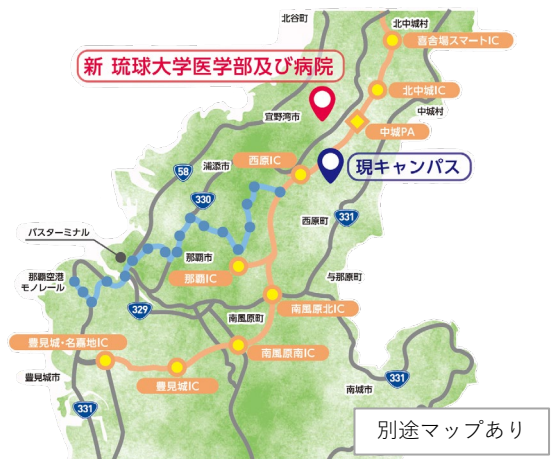 北谷町
北中城村
喜舎場スマートIC
新 琉球大学医学部及び病院
北中城IC
宜野湾市
中城村
中城PA
西原IC
現キャンパス
浦添市
58
330
西原町
331
バスターミナル
那覇市
那覇IC
与那原町
那覇空港
モノレール
329
南風原町
南風原北IC
豊見城・名嘉地IC
南風原南IC
豊見城市
豊見城IC
南城市
331
331
別途マップあり